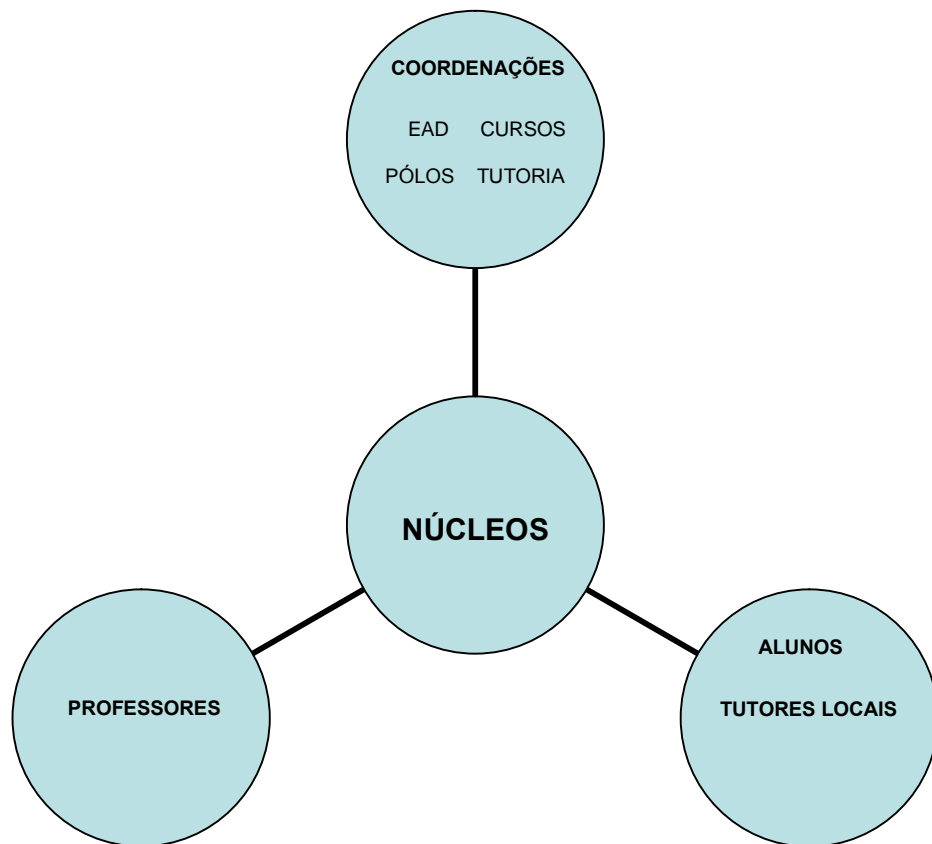 COORDENAÇÕES
EAD CURSOS
PÓLOS TUTORIA
NÚCLEOS
PROFESSORES
ALUNOS
TUTORES LOCAIS